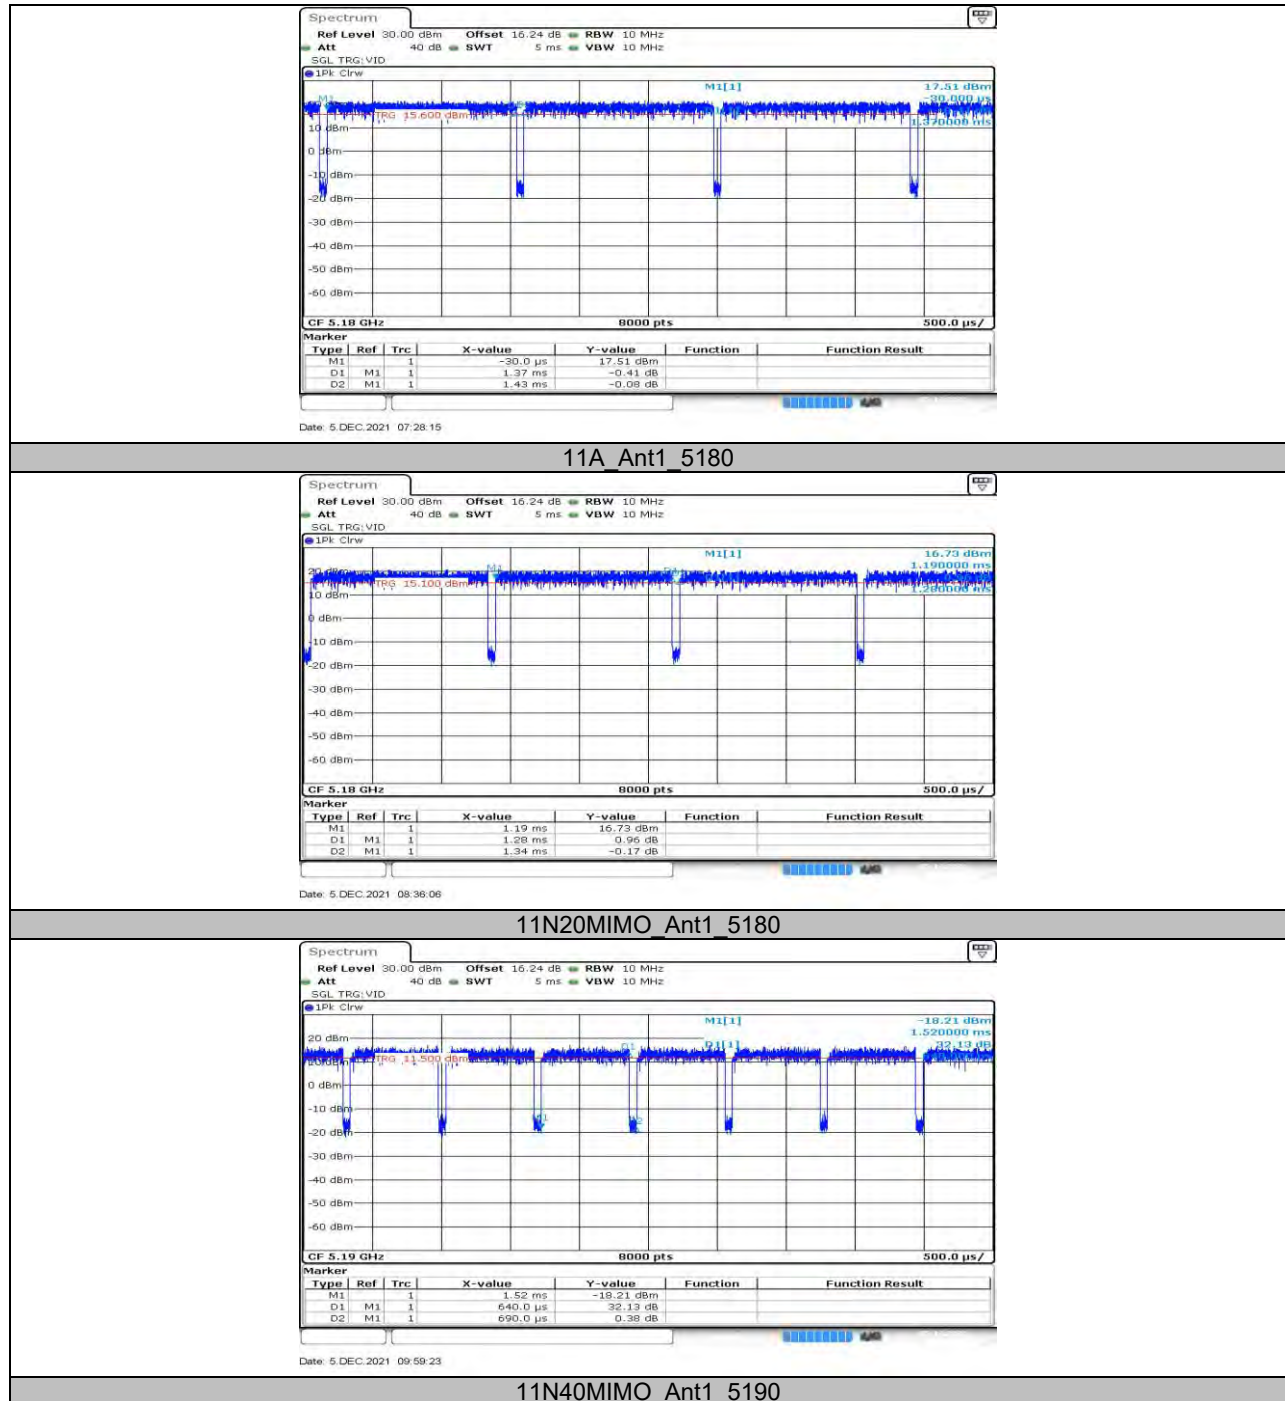 Spectrum
Ref Level 30.00 dBm Offset 16.24 dB RBW 10 MHz
Att 40 dB SWT 5 ms VBW 10 MHz
SGL TRG:VID
1Pk Clrw
M1[1] 17.51 dBm
-30.000 µs
M1
TRG 15.600 dBm
1.370000 ms
10 dBm
0 dBm
-10 dBm
-20 dBm
-30 dBm
-40 dBm
-50 dBm
-60 dBm
CF 5.18 GHz 8000 pts 500.0 µs/
Marker
Type Ref Trc X-value Y-value Function Function Result
M1 1 -30.0 µs 17.51 dBm
D1 M1 1 1.37 ms -0.41 dB
D2 M1 1 1.43 ms -0.08 dB
Date: 5.DEC.2021 07:28:15
11A_Ant1_5180
Spectrum
Ref Level 30.00 dBm Offset 16.24 dB RBW 10 MHz
Att 40 dB SWT 5 ms VBW 10 MHz
SGL TRG:VID
1Pk Clrw
M1[1] 16.73 dBm
1.190000 ms
20 dBm M1
TRG 15.100 dBm
1.280000 ms
10 dBm
0 dBm
-10 dBm
-20 dBm
-30 dBm
-40 dBm
-50 dBm
-60 dBm
CF 5.18 GHz 8000 pts 500.0 µs/
Marker
Type Ref Trc X-value Y-value Function Function Result
M1 1 1.19 ms 16.73 dBm
D1 M1 1 1.28 ms 0.96 dB
D2 M1 1 1.34 ms -0.17 dB
Date: 5.DEC.2021 08:36:06
11N20MIMO_Ant1_5180
Spectrum
Ref Level 30.00 dBm Offset 16.24 dB RBW 10 MHz
Att 40 dB SWT 5 ms VBW 10 MHz
SGL TRG:VID
1Pk Clrw
M1[1] -18.21 dBm
1.520000 ms
20 dBm D1 D1[1] 32.13 dB
TRG 11.500 dBm
0 dBm
-10 dBm
-20 dBm
-30 dBm
-40 dBm
-50 dBm
-60 dBm
CF 5.19 GHz 8000 pts 500.0 µs/
Marker
Type Ref Trc X-value Y-value Function Function Result
M1 1 1.52 ms -18.21 dBm
D1 M1 1 640.0 µs 32.13 dB
D2 M1 1 690.0 µs 0.38 dB
Date: 5.DEC.2021 09:59:23
11N40MIMO_Ant1_5190